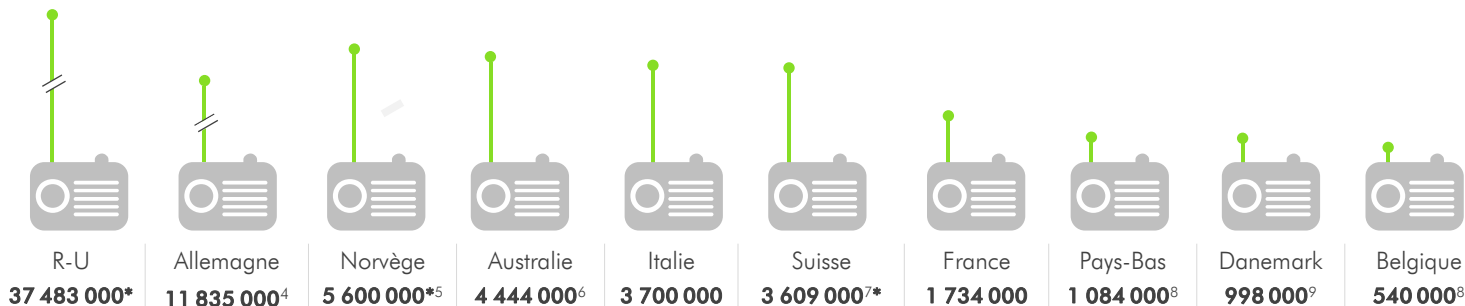 R-U Allemagne Norvège Australie Italie Suisse France Pays-Bas Danemark Belgique
37 483 000* 11 835 000⁴ 5 600 000*⁵ 4 444 000⁶ 3 700 000 3 609 000⁷* 1 734 000 1 084 000⁸ 998 000⁹ 540 000⁸